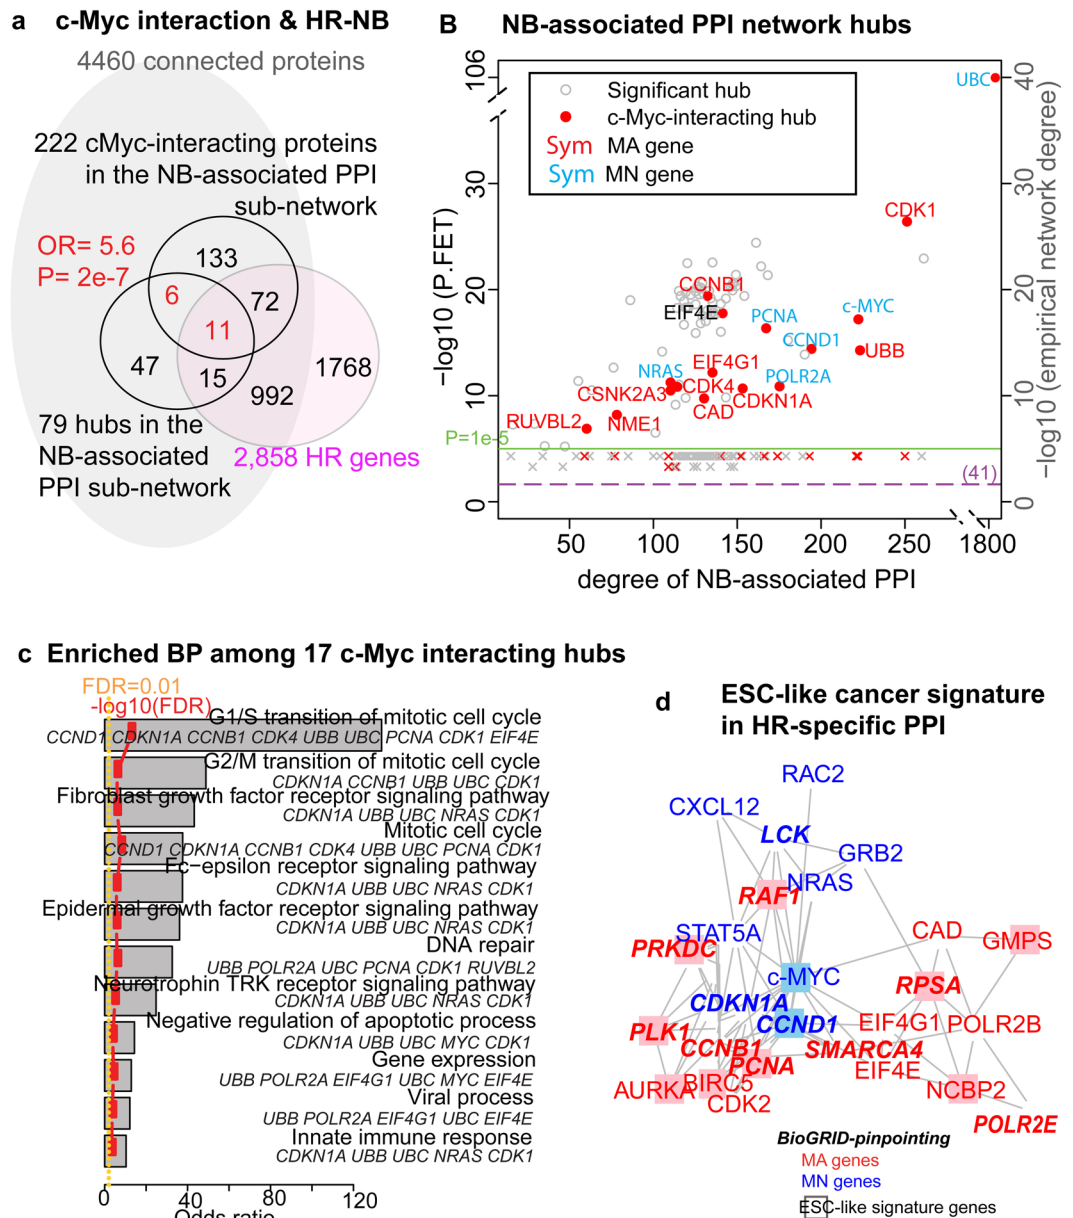 a c-Myc interaction & HR-NB
4460 connected proteins
222 cMyc-interacting proteins
in the NB-associated PPI
sub-network
OR= 5.6
P= 2e-7
133
6
72
11
47
15
992
1768
79 hubs in the
NB-associated
PPI sub-network
2,858 HR genes
B NB-associated PPI network hubs
−log10 (P.FET)
−log10 (empirical network degree)
Significant hub
c-Myc-interacting hub
Sym MA gene
Sym MN gene
106
30
20
10
0
40
30
20
10
0
UBC
CDK1
CCNB1
EIF4E
PCNA
c-MYC
CCND1
UBB
NRAS
EIF4G1
POLR2A
CSNK2A3
CDK4
CDKN1A
CAD
RUVBL2
NME1
P=1e-5
(41)
50 100 150 200 250 1800
degree of NB-associated PPI
c Enriched BP among 17 c-Myc interacting hubs
FDR=0.01
-log10(FDR)
G1/S transition of mitotic cell cycle
CCND1 CDKN1A CCNB1 CDK4 UBB UBC PCNA CDK1 EIF4E
G2/M transition of mitotic cell cycle
CDKN1A CCNB1 UBB UBC CDK1
Fibroblast growth factor receptor signaling pathway
CDKN1A UBB UBC NRAS CDK1
Mitotic cell cycle
CCND1 CDKN1A CCNB1 CDK4 UBB UBC PCNA CDK1
Fc−epsilon receptor signaling pathway
CDKN1A UBB UBC NRAS CDK1
Epidermal growth factor receptor signaling pathway
CDKN1A UBB UBC NRAS CDK1
DNA repair
UBB POLR2A UBC PCNA CDK1 RUVBL2
Neurotrophin TRK receptor signaling pathway
CDKN1A UBB UBC NRAS CDK1
Negative regulation of apoptotic process
CDKN1A UBB UBC MYC CDK1
Gene expression
UBB POLR2A EIF4G1 UBC MYC EIF4E
Viral process
UBB POLR2A EIF4G1 UBC EIF4E
Innate immune response
CDKN1A UBB UBC NRAS CDK1
0 40 80 120
Odds ratio
d ESC-like cancer signature
in HR-specific PPI
RAC2
CXCL12
LCK
GRB2
NRAS
RAF1
STAT5A
PRKDC
CAD
GMPS
c-MYC
RPSA
CDKN1A
CCND1
EIF4G1
POLR2B
PLK1
CCNB1
SMARCA4
PCNA
EIF4E
AURKA
BIRC5
NCBP2
CDK2
POLR2E
BioGRID-pinpointing
MA genes
MN genes
ESC-like signature genes